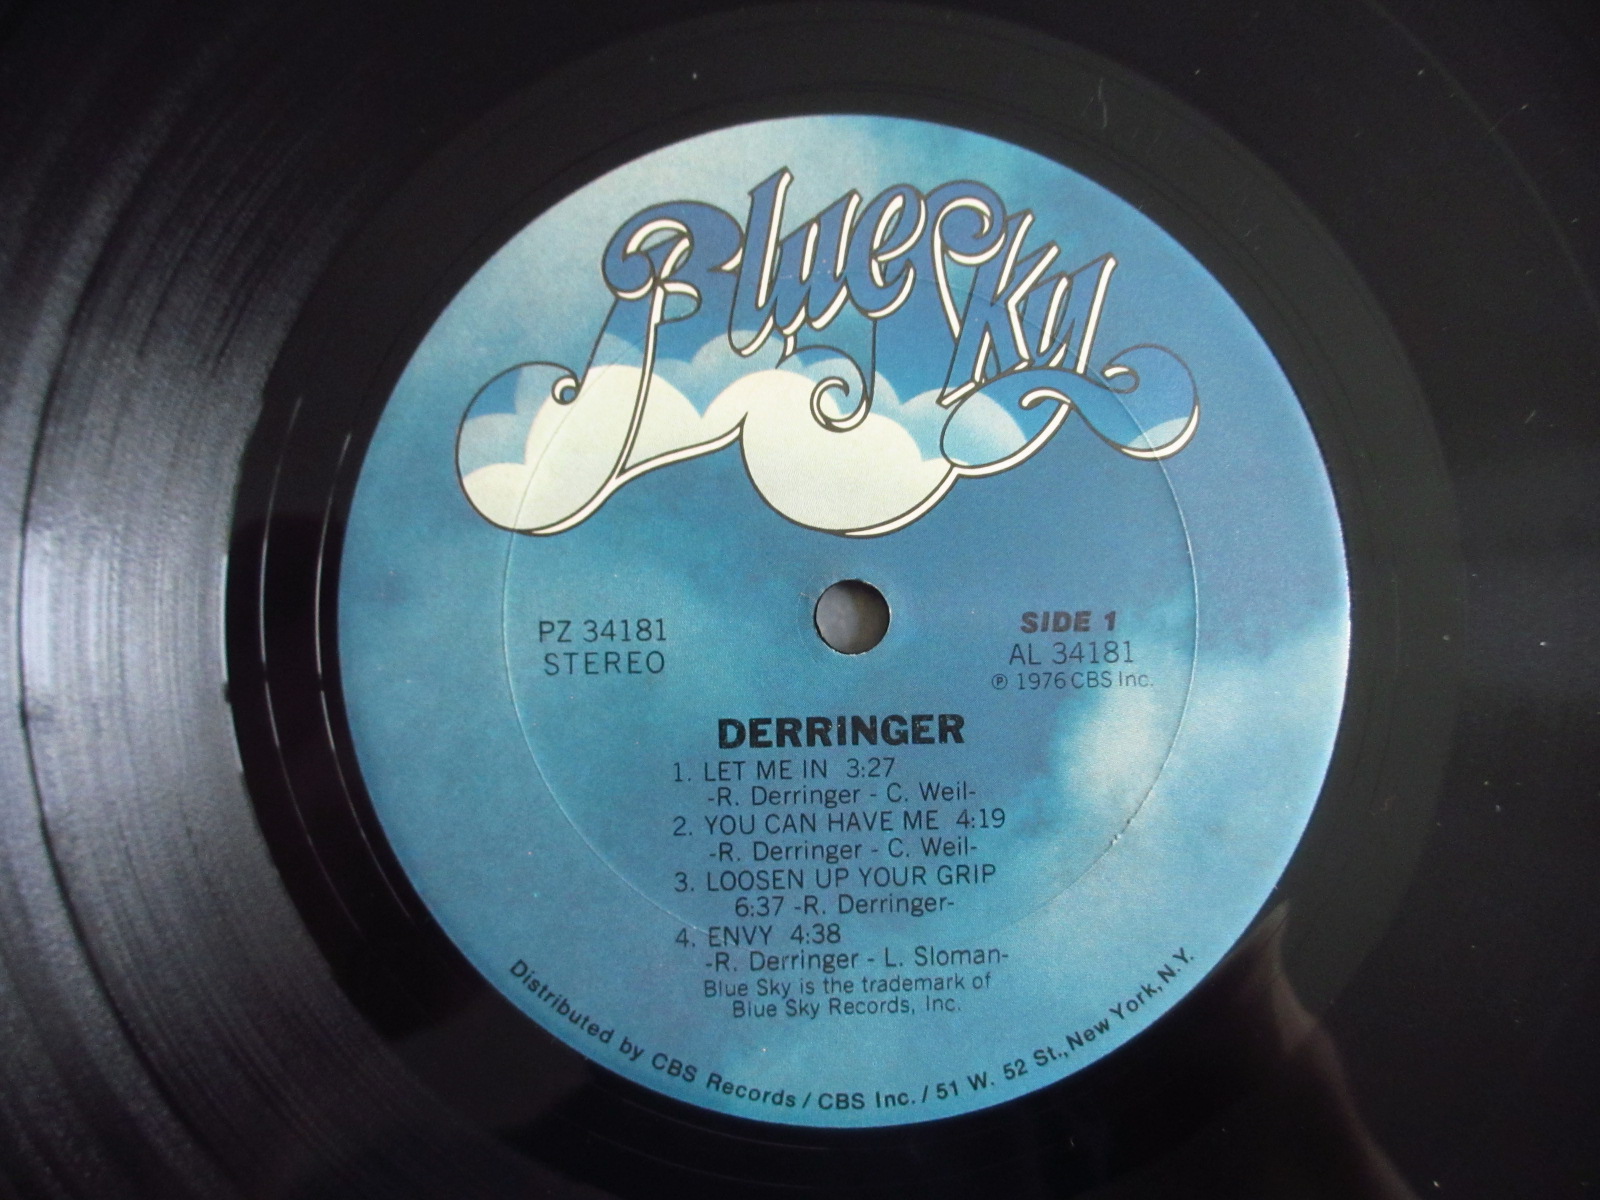 Blue Sky
PZ 34181
STEREO
SIDE 1
AL 34181
℗ 1976 CBS Inc.
DERRINGER
1. LET ME IN 3:27
-R. Derringer - C. Weil-
2. YOU CAN HAVE ME 4:19
-R. Derringer - C. Weil-
3. LOOSEN UP YOUR GRIP
6:37 -R. Derringer-
4. ENVY 4:38
-R. Derringer - L. Sloman-
Blue Sky is the trademark of
Blue Sky Records, Inc.
Distributed by CBS Records / CBS Inc. / 51 W. 52 St., New York, N.Y.